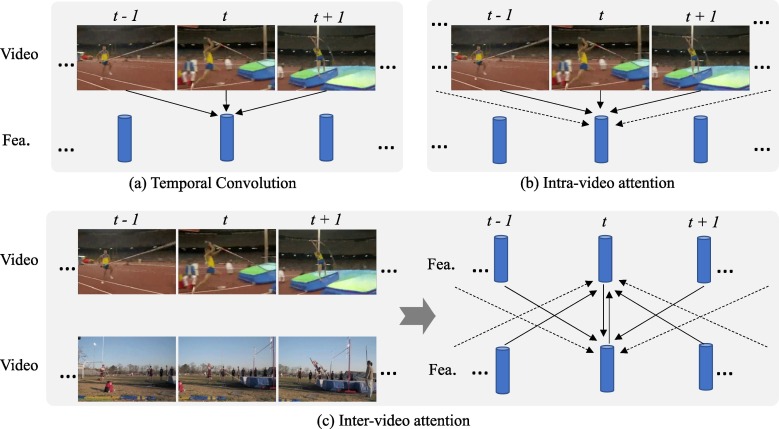 t - 1 t t + 1
Video ... ...
Fea. ... ...
(a) Temporal Convolution
... t - 1 t t + 1 ...
... ...
... ...
(b) Intra-video attention
t - 1 t t + 1
Video ... ...
Video ... ...
t - 1 t t + 1
Fea. ... ...
Fea. ... ...
(c) Inter-video attention